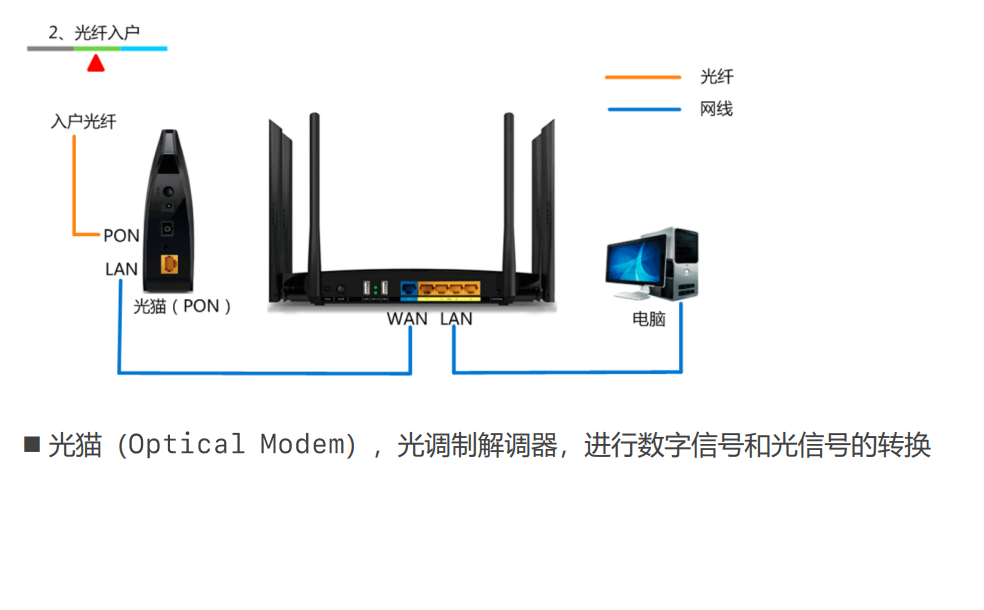 2、光纤入户
光纤
网线
入户光纤
PON
LAN
光猫（PON）
WAN LAN
电脑
■ 光猫（Optical Modem），光调制解调器，进行数字信号和光信号的转换